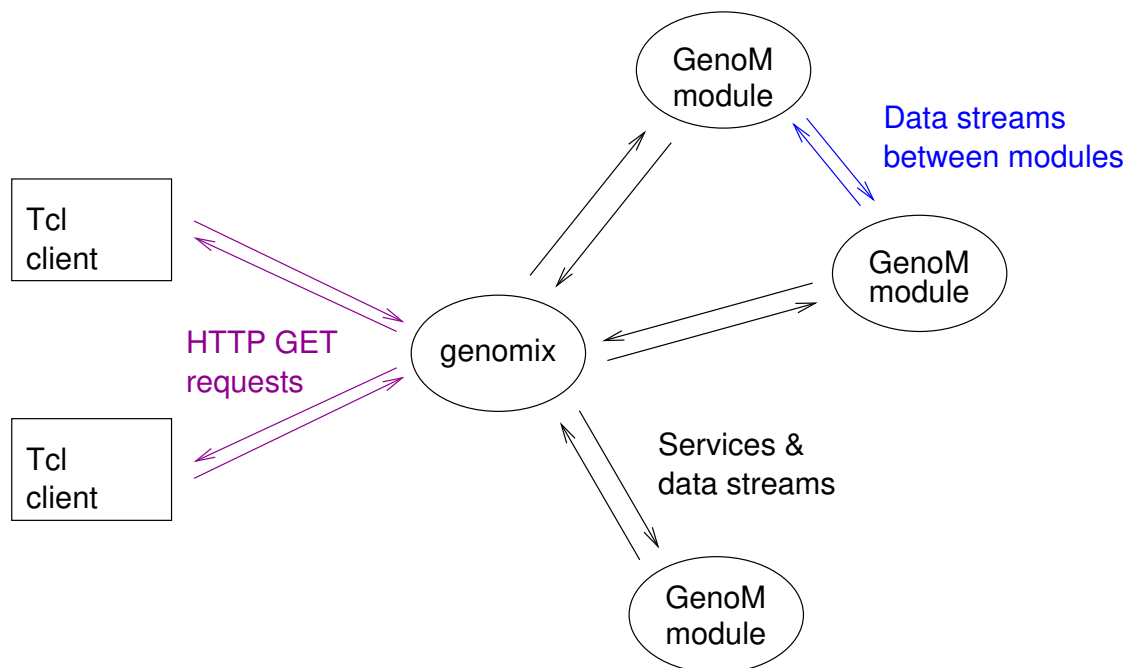 GenoM
module
Data streams
between modules
Tcl
client
GenoM
module
HTTP GET
requests
genomix
Tcl
client
Services &
data streams
GenoM
module